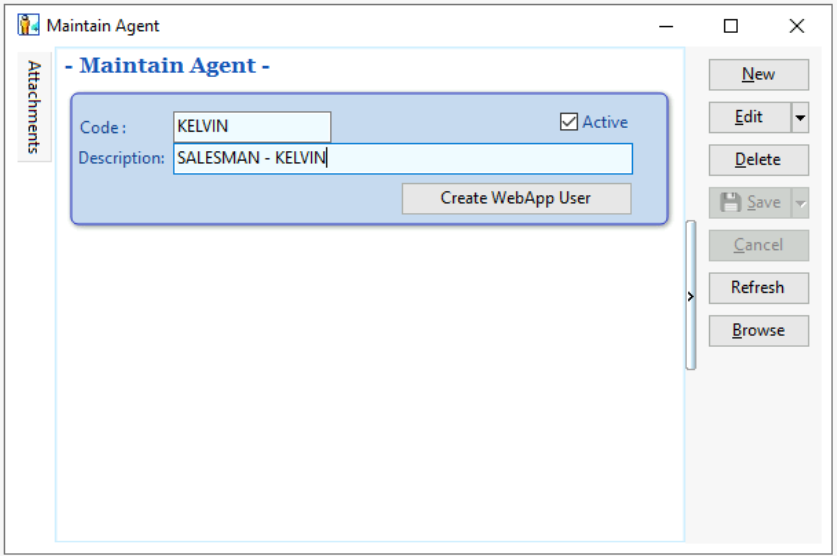 Maintain Agent
Attachments
- Maintain Agent -
Code :
KELVIN
Active
Description:
SALESMAN - KELVIN
Create WebApp User
New
Edit
Delete
Save
Cancel
Refresh
Browse